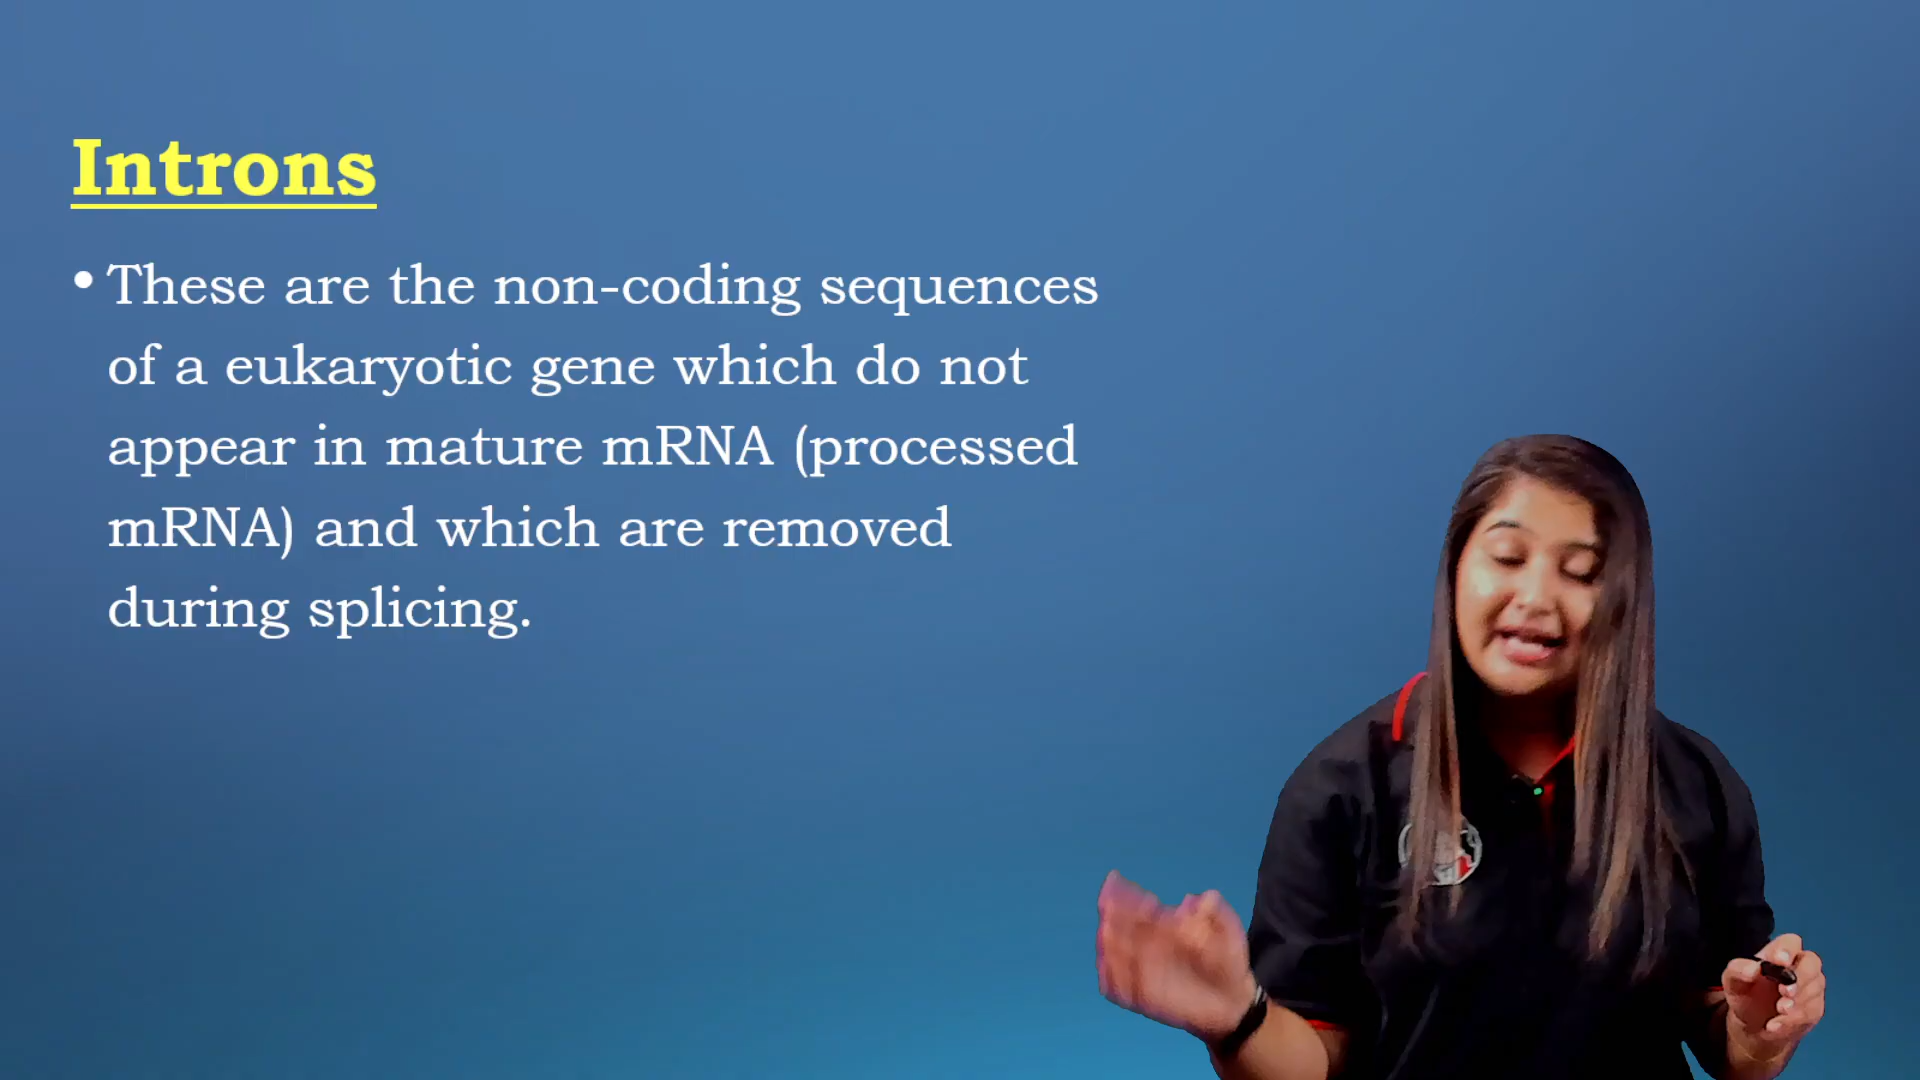 Introns
• These are the non-coding sequences
of a eukaryotic gene which do not
appear in mature mRNA (processed
mRNA) and which are removed
during splicing.